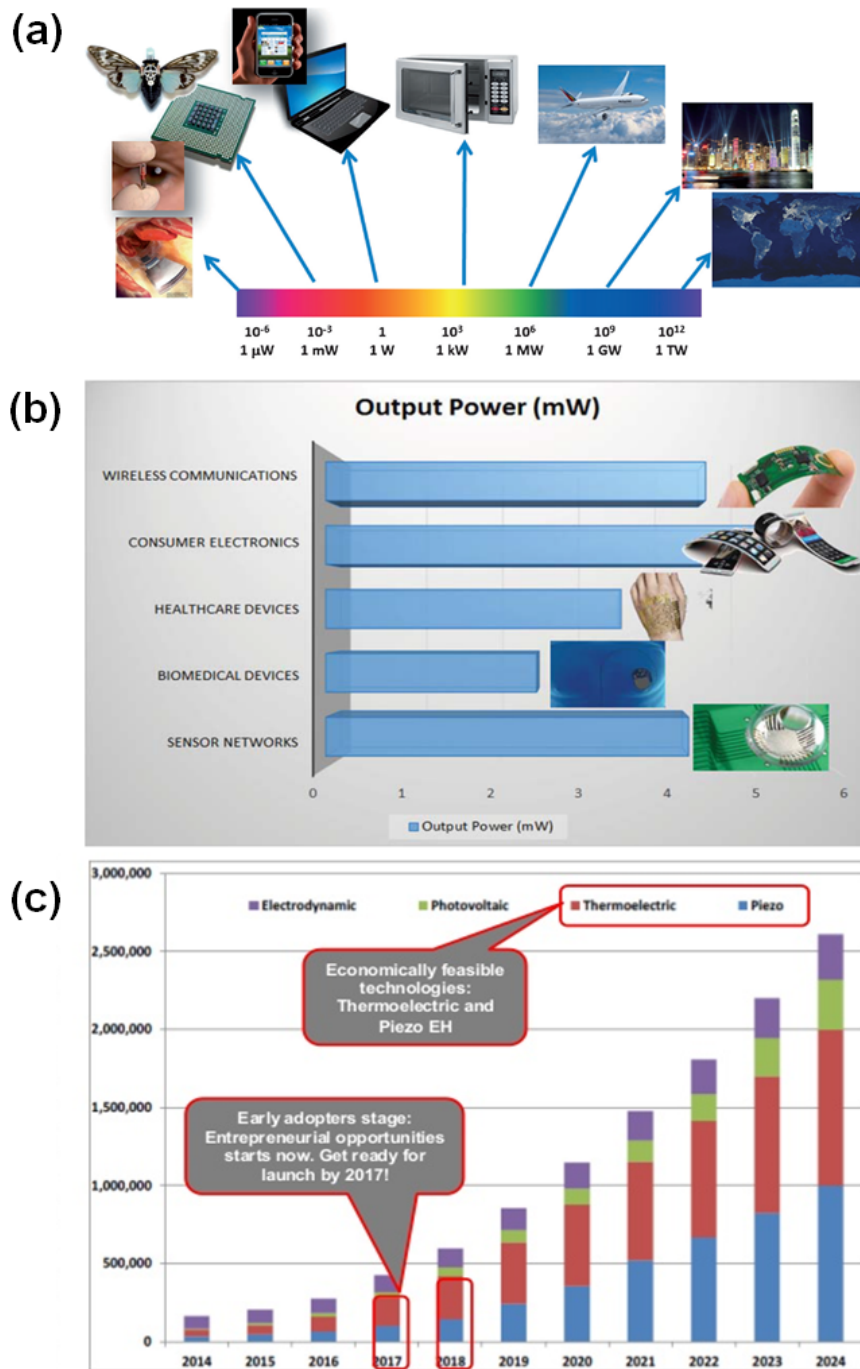 (a)
10⁻⁶ 10⁻³ 1 10³ 10⁶ 10⁹ 10¹²
1 μW 1 mW 1 W 1 kW 1 MW 1 GW 1 TW
(b)
Output Power (mW)
WIRELESS COMMUNICATIONS
CONSUMER ELECTRONICS
HEALTHCARE DEVICES
BIOMEDICAL DEVICES
SENSOR NETWORKS
0 1 2 3 4 5 6
Output Power (mW)
(c)
3,000,000
Electrodynamic Photovoltaic Thermoelectric Piezo
2,500,000
Economically feasible
technologies:
Thermoelectric and
Piezo EH
2,000,000
1,500,000
Early adopters stage:
Entrepreneurial opportunities
starts now. Get ready for
launch by 2017!
1,000,000
500,000
0
2014 2015 2016 2017 2018 2019 2020 2021 2022 2023 2024